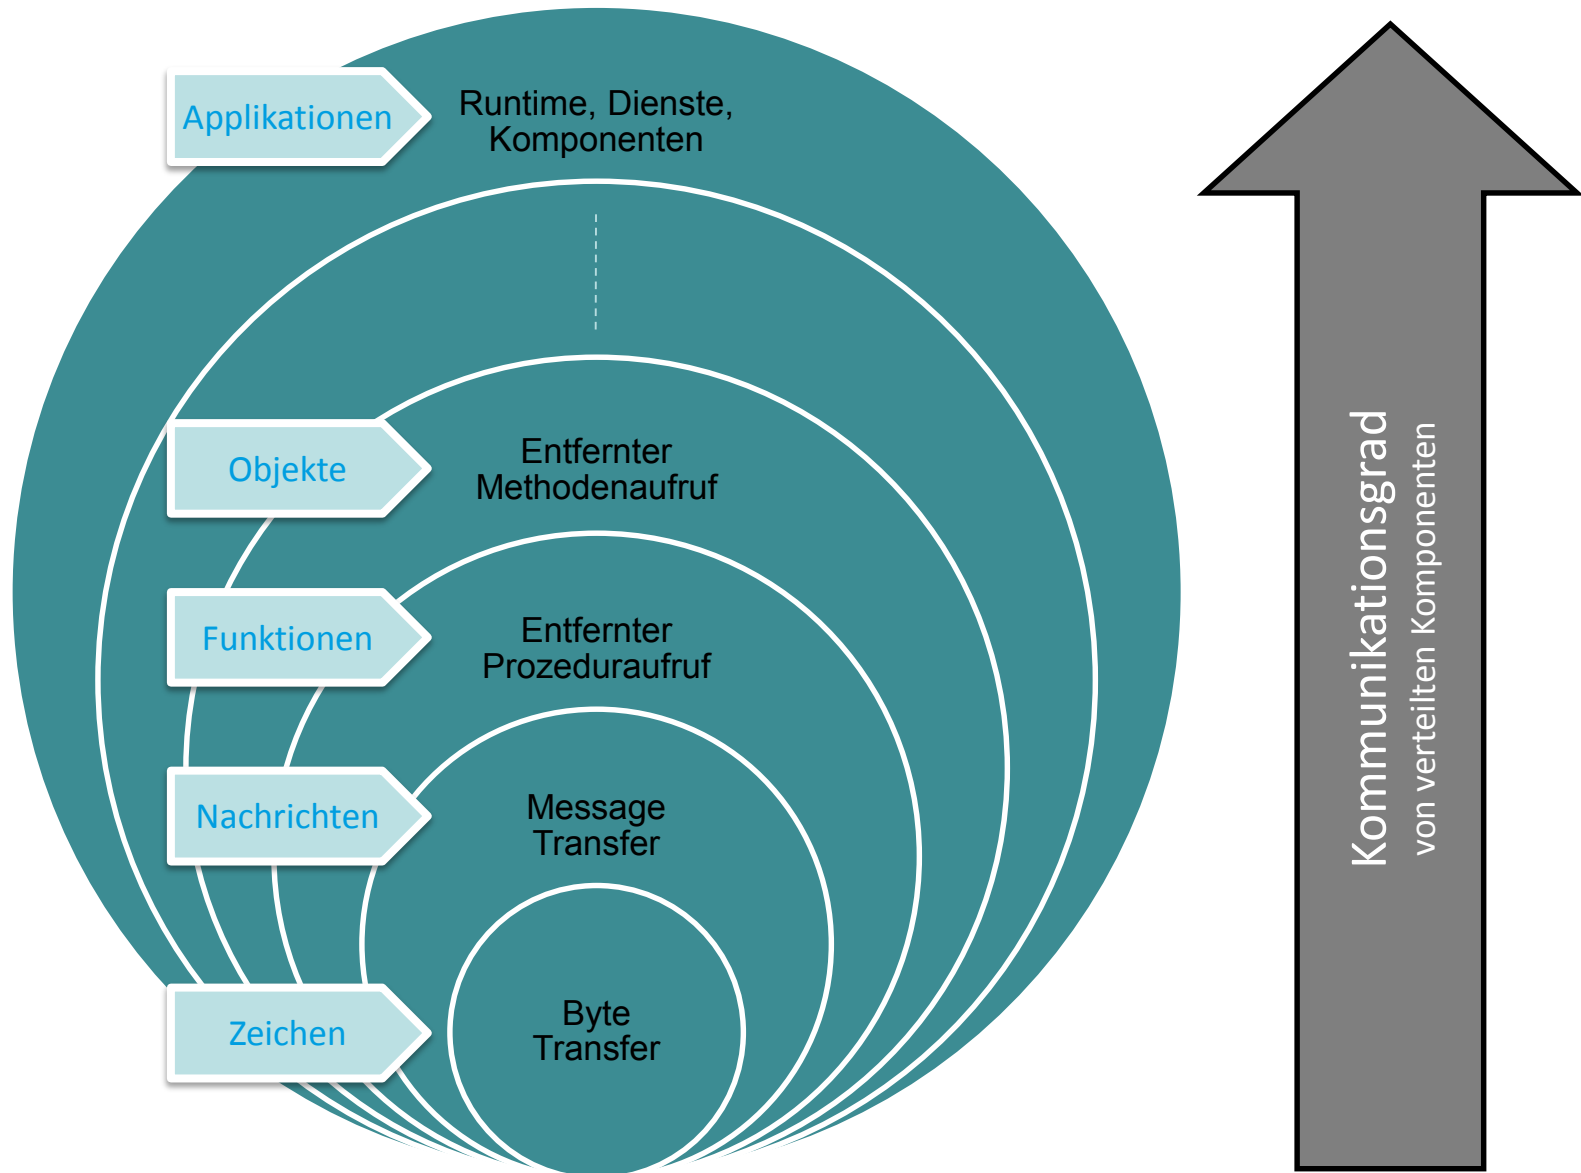 Applikationen
Runtime, Dienste,
Komponenten
Objekte
Entfernter
Methodenaufruf
Funktionen
Entfernter
Prozeduraufruf
Nachrichten
Message
Transfer
Zeichen
Byte
Transfer
Kommunikationsgrad
von verteilten Komponenten